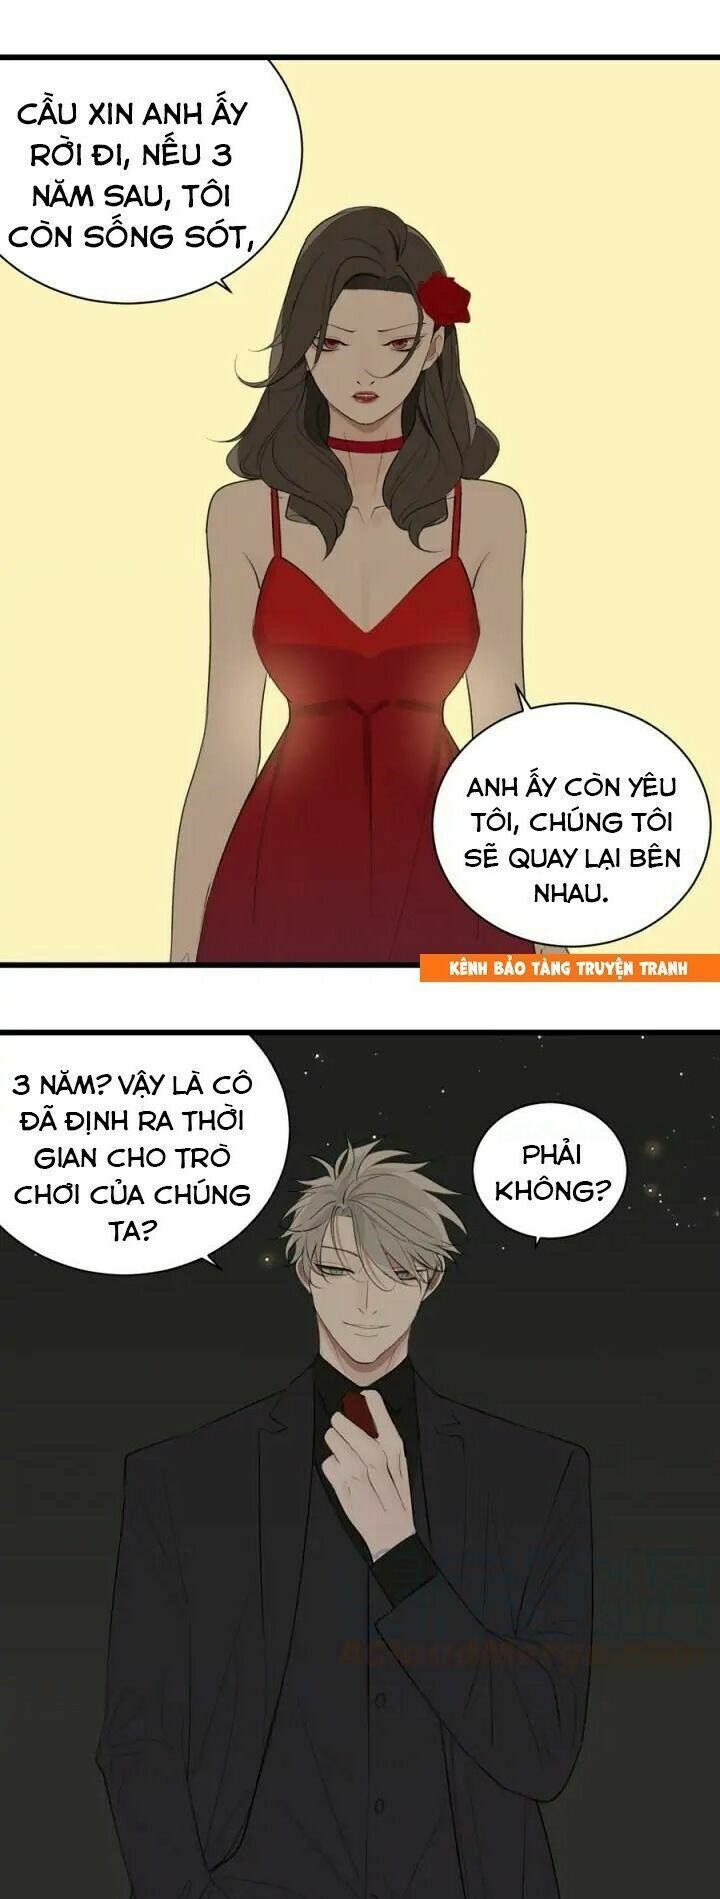 CẦU XIN ANH ẤY
RỜI ĐI, NẾU 3
NĂM SAU, TÔI
CÒN SỐNG SÓT,
ANH ẤY CÒN YÊU
TÔI, CHÚNG TÔI
SẼ QUAY LẠI BÊN
NHAU.
KÊNH BẢO TÀNG TRUYỆN TRANH
3 NĂM? VẬY LÀ CÔ
ĐÃ ĐỊNH RA THỜI
GIAN CHO TRÒ
CHƠI CỦA CHÚNG
TA?
PHẢI
KHÔNG?
AcloudMerge.com